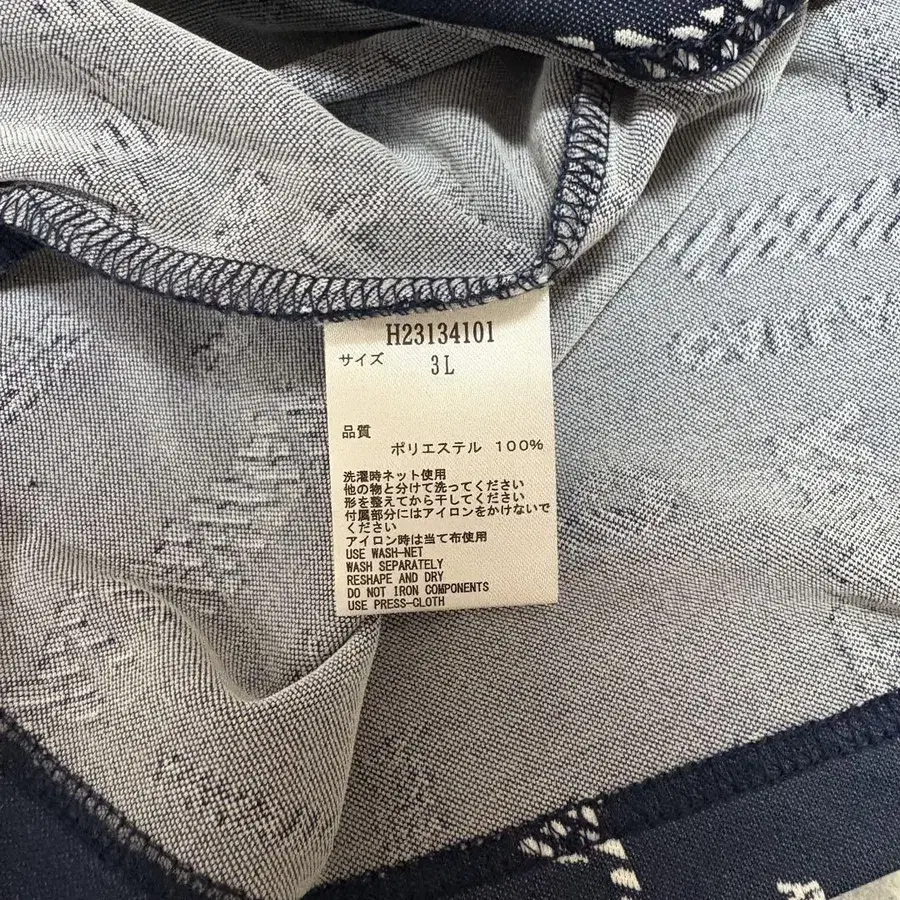 H23134101
サイズ 3L
品質
ポリエステル 100%
洗濯時ネット使用
他の物と分けて洗ってください
形を整えてから干してください
付属部分にはアイロンをかけないで
ください
アイロン時は当て布使用
USE WASH-NET
WASH SEPARATELY
RESHAPE AND DRY
DO NOT IRON COMPONENTS
USE PRESS-CLOTH